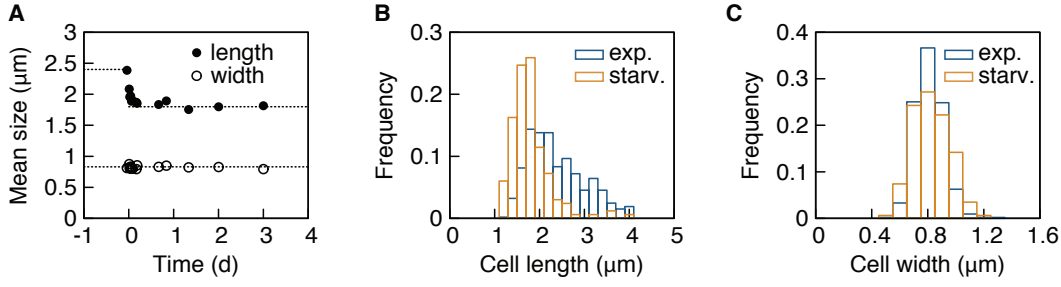 A
Mean size (µm)
3
2.5
2
1.5
1
0.5
0
length
width
-1 0 1 2 3 4
Time (d)
B
Frequency
0.3
0.2
0.1
0
exp.
starv.
0 1 2 3 4 5
Cell length (µm)
C
Frequency
0.4
0.3
0.2
0.1
0
exp.
starv.
0 0.4 0.8 1.2 1.6
Cell width (µm)